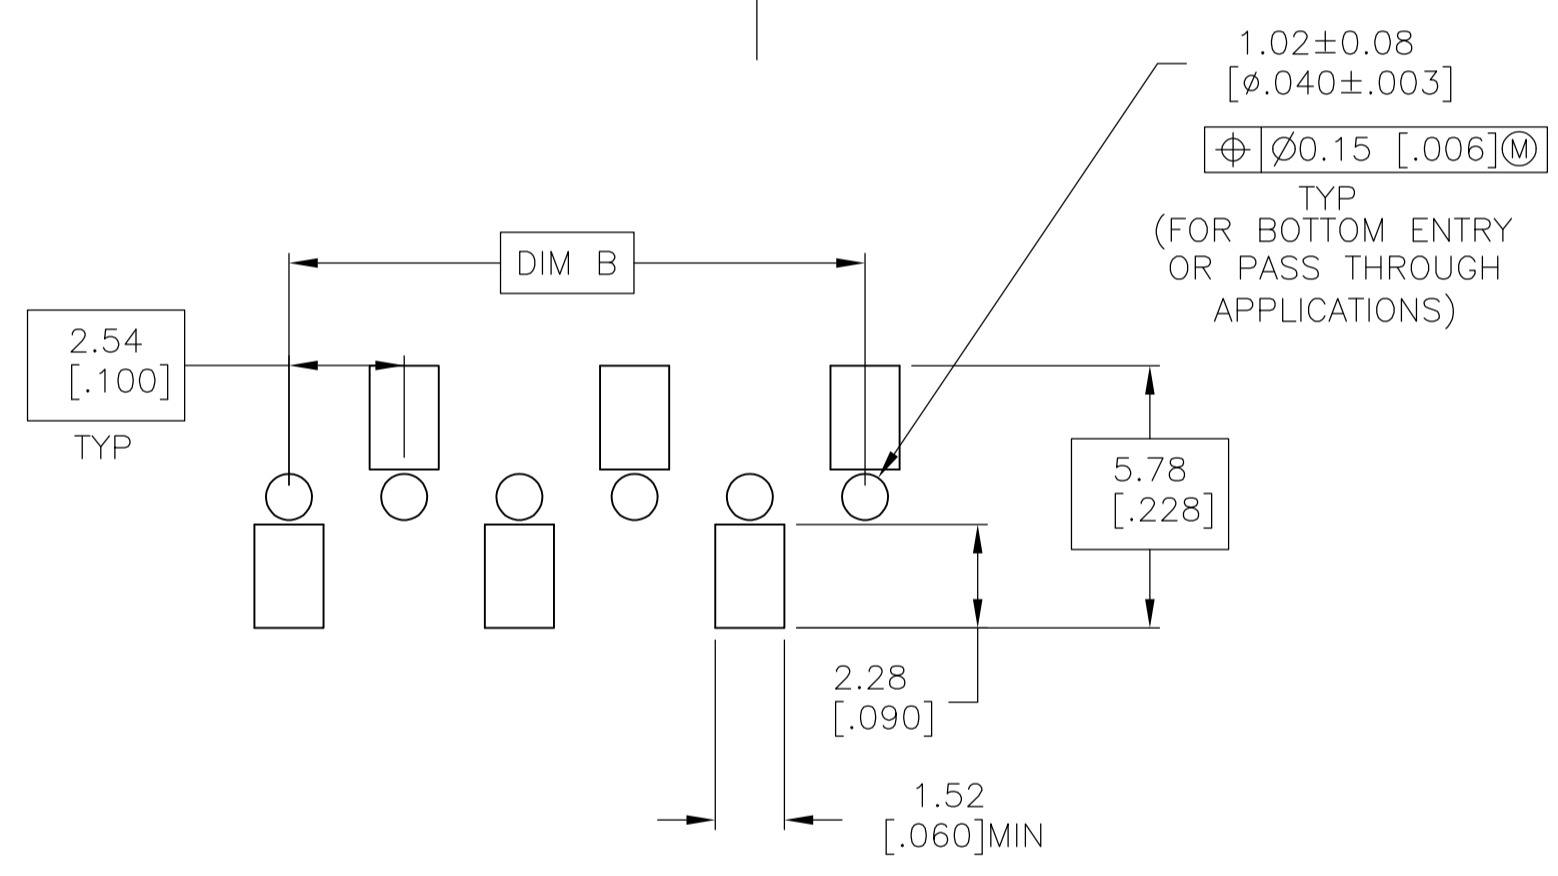 1.02±0.08
[ø.040±.003]
⌖ Ø0.15 [.006]Ⓜ
TYP
(FOR BOTTOM ENTRY
OR PASS THROUGH
APPLICATIONS)
DIM B
2.54
[.100]
TYP
5.78
[.228]
2.28
[.090]
1.52
[.060]MIN